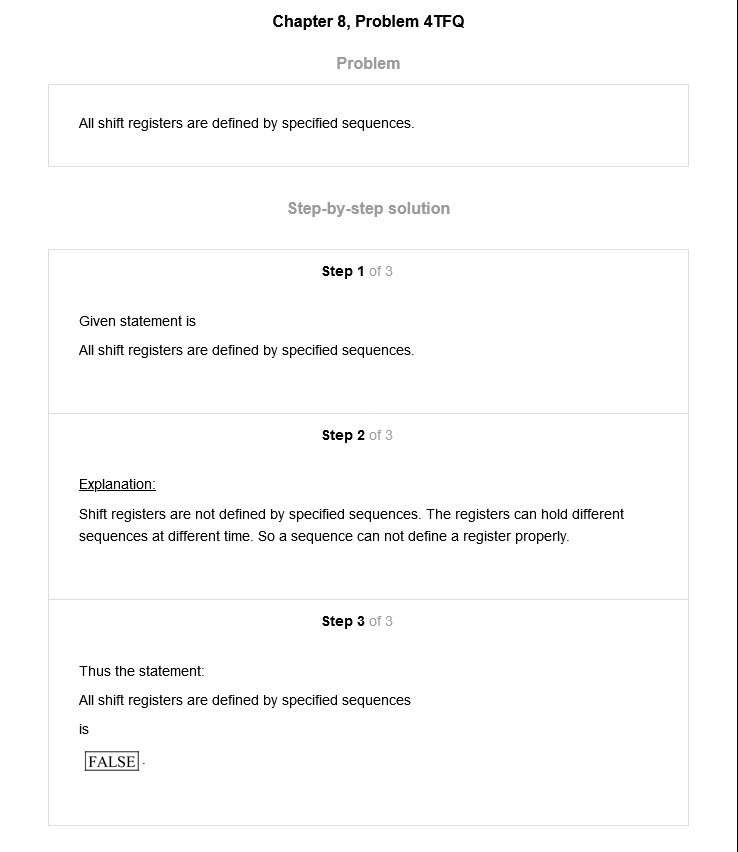 Chapter 8, Problem 4TFQ
Problem
All shift registers are defined by specified sequences.
Step-by-step solution
Step 1 of 3
Given statement is
All shift registers are defined by specified sequences.
Step 2 of 3
Explanation:
Shift registers are not defined by specified sequences. The registers can hold different
sequences at different time. So a sequence can not define a register properly.
Step 3 of 3
Thus the statement:
All shift registers are defined by specified sequences
is
FALSE.